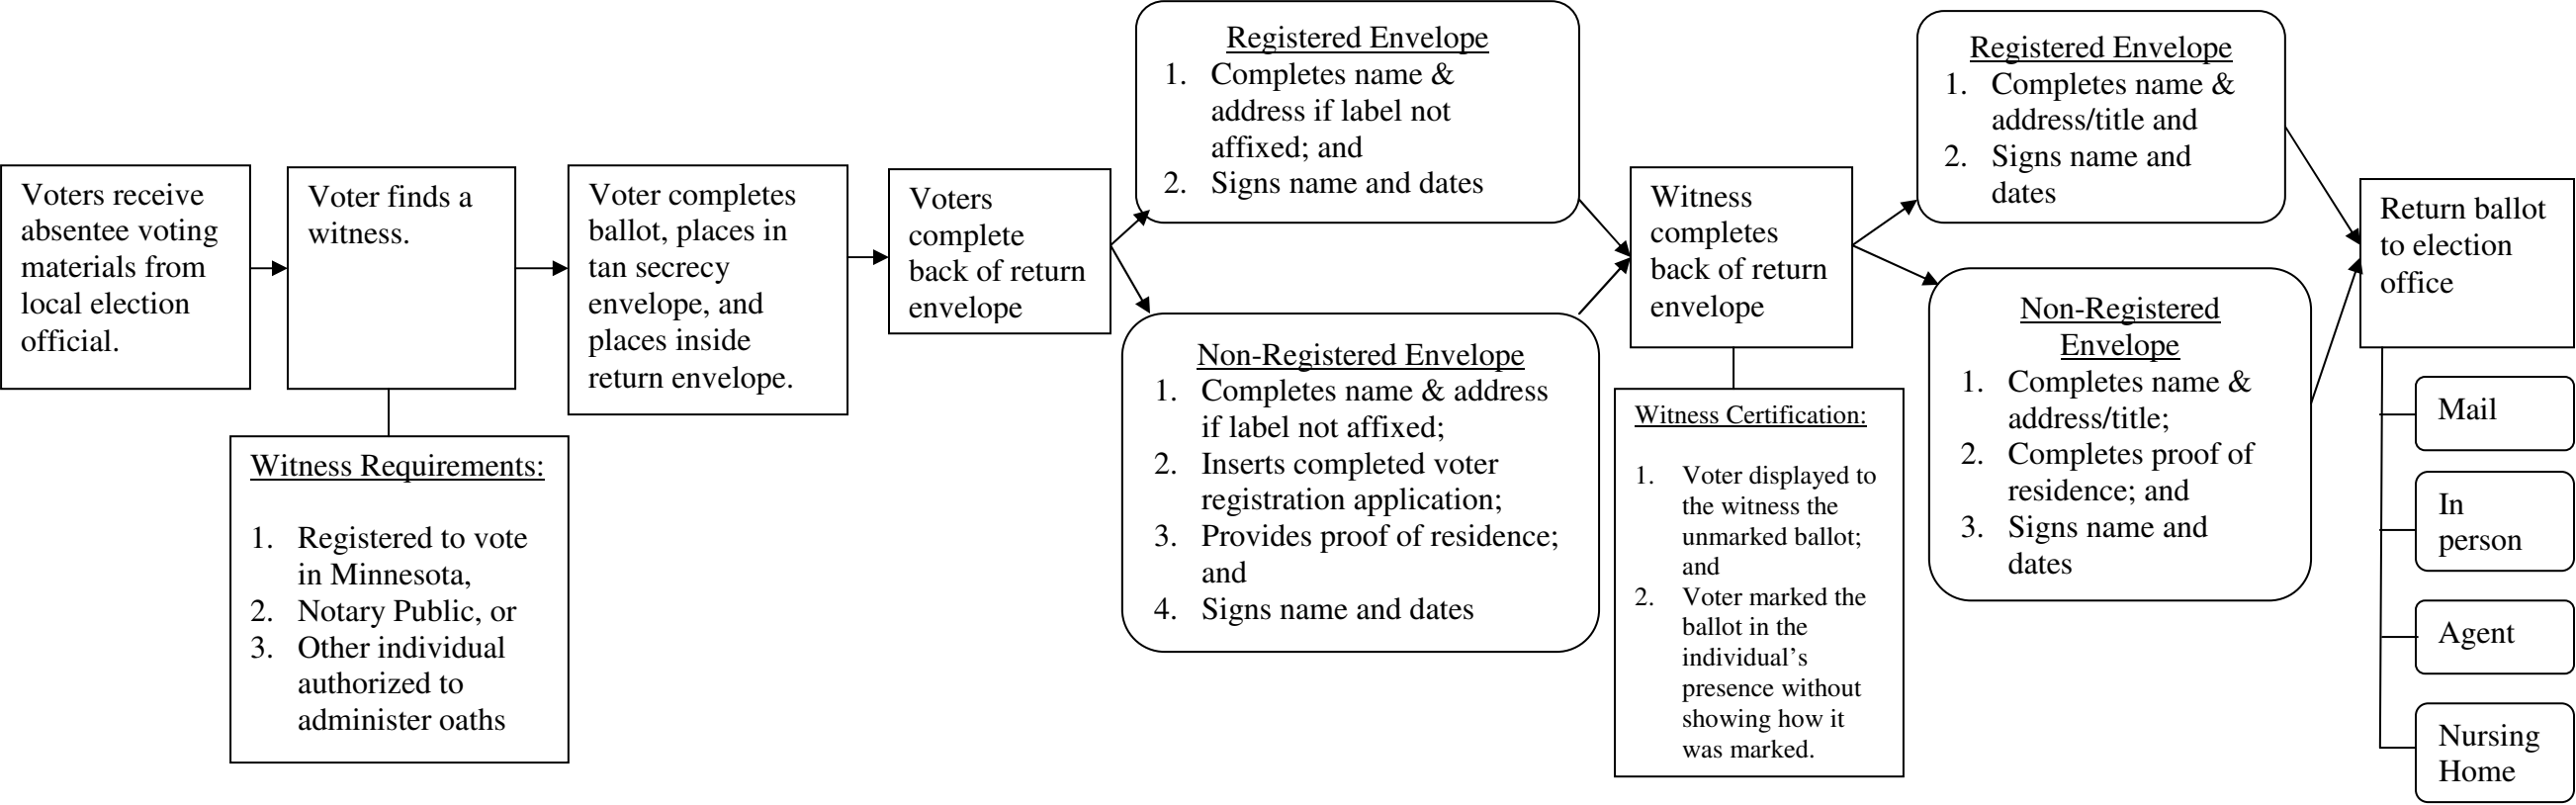 Voters receive
absentee voting
materials from
local election
official.
Voter finds a
witness.
Witness Requirements:
1. Registered to vote
in Minnesota,
2. Notary Public, or
3. Other individual
authorized to
administer oaths
Voter completes
ballot, places in
tan secrecy
envelope, and
places inside
return envelope.
Voters
complete
back of return
envelope
Registered Envelope
1. Completes name &
address if label not
affixed; and
2. Signs name and dates
Non-Registered Envelope
1. Completes name & address
if label not affixed;
2. Inserts completed voter
registration application;
3. Provides proof of residence;
and
4. Signs name and dates
Witness
completes
back of return
envelope
Witness Certification:
1. Voter displayed to
the witness the
unmarked ballot;
and
2. Voter marked the
ballot in the
individual’s
presence without
showing how it
was marked.
Registered Envelope
1. Completes name &
address/title and
2. Signs name and
dates
Non-Registered
Envelope
1. Completes name &
address/title;
2. Completes proof of
residence; and
3. Signs name and
dates
Return ballot
to election
office
Mail
In
person
Agent
Nursing
Home